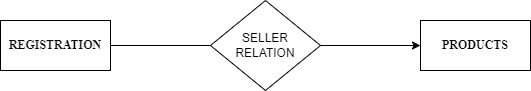 REGISTRATION
SELLER
RELATION
PRODUCTS